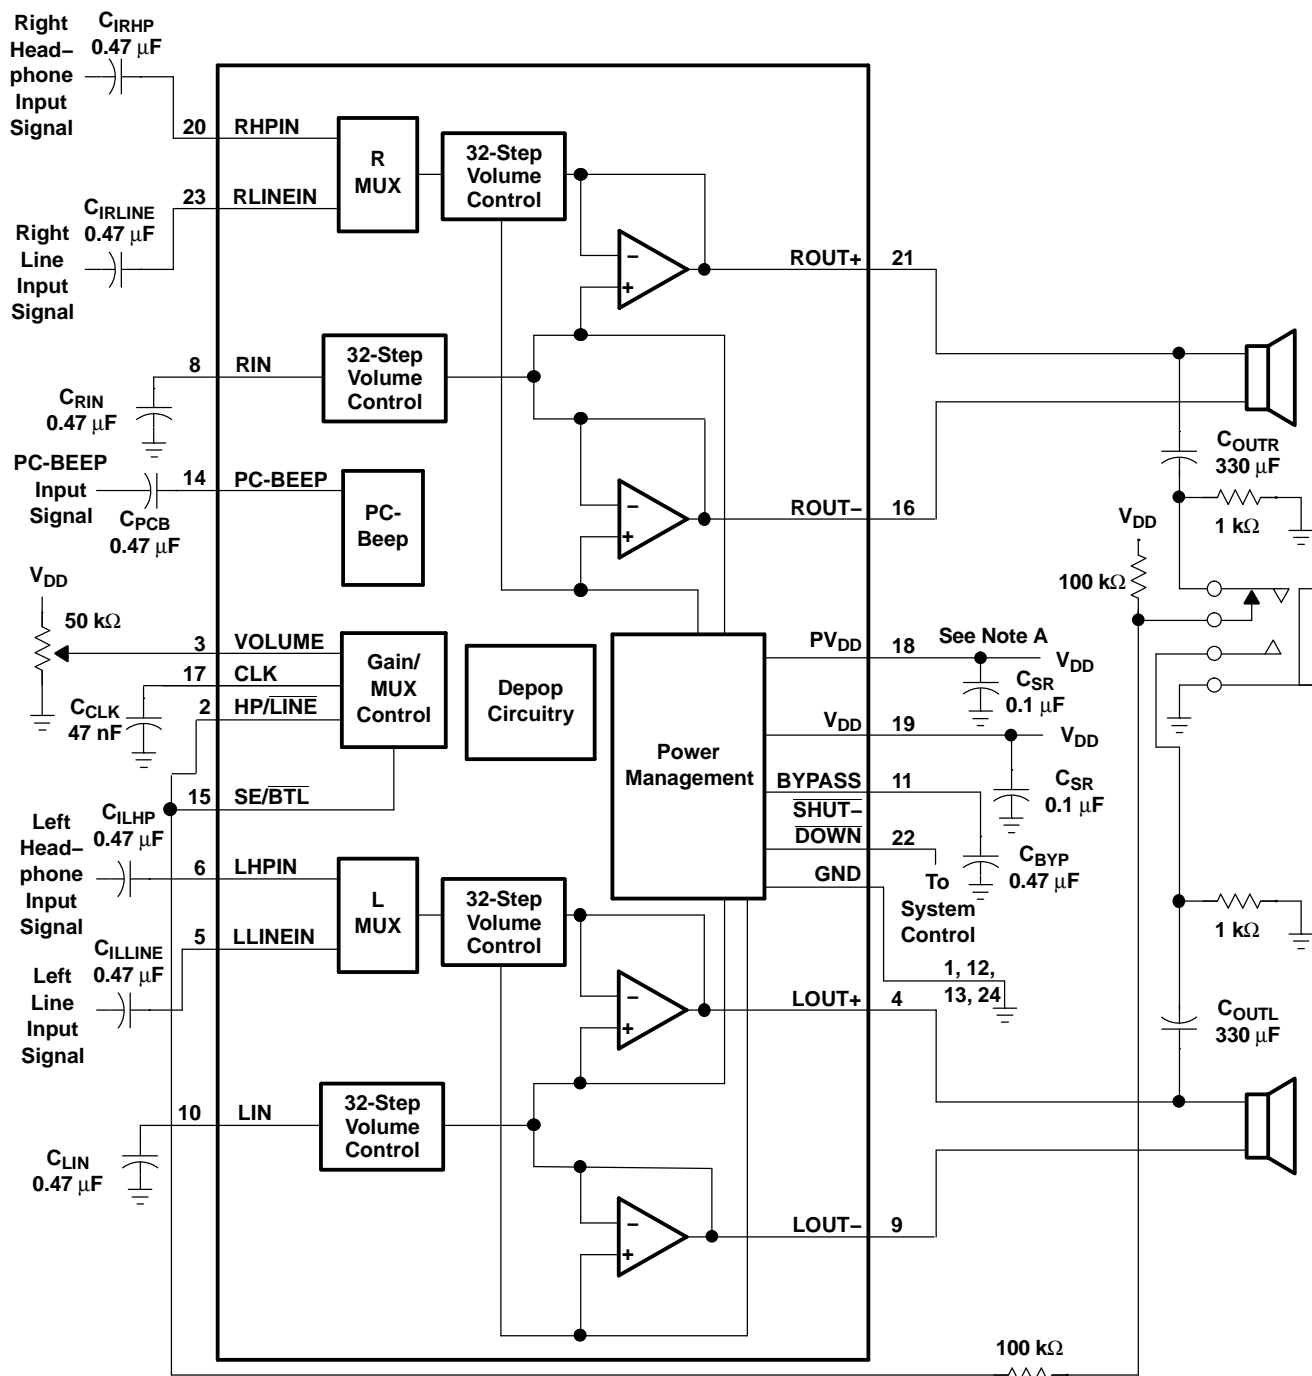 Right
Head–
phone
Input
Signal
CIRHP
0.47 μF
20
RHPIN
R
MUX
32-Step
Volume
Control
CIRLINE
0.47 μF
23
RLINEIN
Right
Line
Input
Signal
–
+
ROUT+
21
8
RIN
32-Step
Volume
Control
CRIN
0.47 μF
COUTR
330 μF
PC-BEEP
Input
Signal
14
PC-BEEP
CPCB
0.47 μF
PC-
Beep
–
+
ROUT–
16
1 kΩ
VDD
100 kΩ
VDD
50 kΩ
3
VOLUME
17
CLK
2
HP/LINE
CCLK
47 nF
Gain/
MUX
Control
Depop
Circuitry
Power
Management
PVDD
18
See Note A
VDD
CSR
0.1 μF
VDD
19
VDD
CSR
0.1 μF
15
SE/BTL
BYPASS
11
SHUT–
DOWN
22
CBYP
0.47 μF
GND
To
System
Control
1, 12,
13, 24
Left
Head–
phone
Input
Signal
CILHP
0.47 μF
6
LHPIN
L
MUX
32-Step
Volume
Control
CILLINE
0.47 μF
5
LLINEIN
Left
Line
Input
Signal
–
+
LOUT+
4
1 kΩ
COUTL
330 μF
10
LIN
32-Step
Volume
Control
CLIN
0.47 μF
–
+
LOUT–
9
100 kΩ